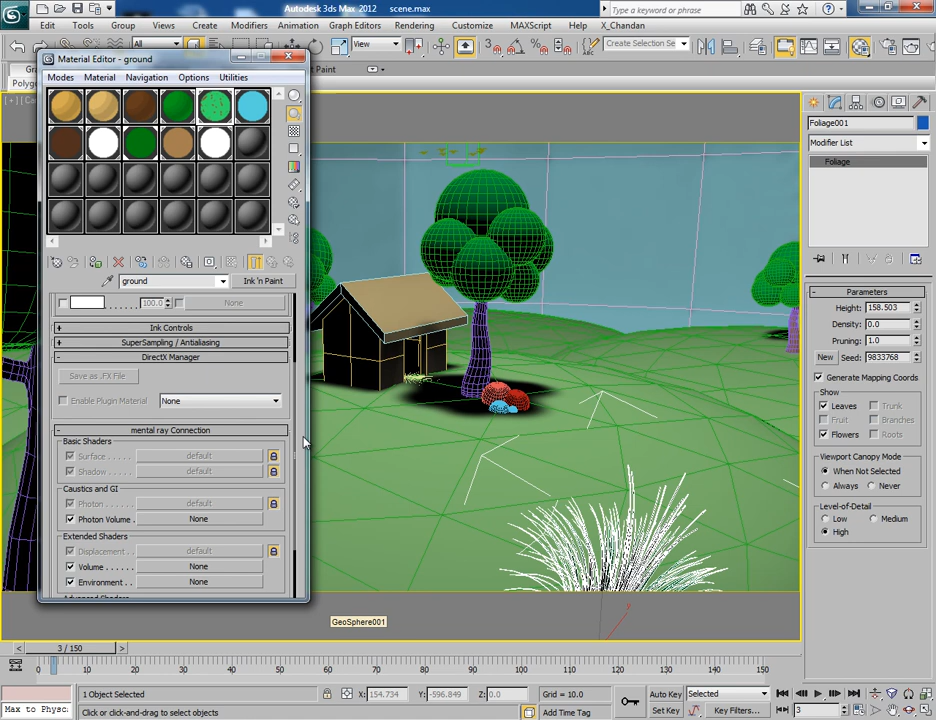 Autodesk 3ds Max 2012 scene.max
Type a keyword or phrase
Edit Tools Group Views Create Modifiers Animation Graph Editors Rendering Customize MAXScript Help X_Chandan
All
View
Create Selection Se
Material Editor - ground
Modes Material Navigation Options Utilities
ground
Ink 'n Paint
100.0
None
+ Ink Controls
+ SuperSampling / Antialiasing
- DirectX Manager
Save as .FX File
Enable Plugin Material
None
- mental ray Connection
Basic Shaders
Surface . . default
Shadow. . . default
Caustics and GI
Photon . . . default
Photon Volume . None
Extended Shaders
Displacement . . default
Volume . . . . . . None
Environment . . None
Paint
GeoSphere001
Foliage001
Modifier List
Foliage
- Parameters
Height: 158.503
Density: 0.0
Pruning: 1.0
New Seed: 9833768
Generate Mapping Coords
Show
Leaves Trunk
Fruit Branches
Flowers Roots
Viewport Canopy Mode
When Not Selected
Always Never
Level-of-Detail
Low Medium
High
< 3 / 150 >
0 10 20 30 40 50 60 70 80 90 100 110 120 130 140 150
1 Object Selected
X: 154.734 Y: -596.849 Z: 0.0
Grid = 10.0
Auto Key Selected
Max to Physc
Click or click-and-drag to select objects
Add Time Tag
Set Key
Key Filters...
3